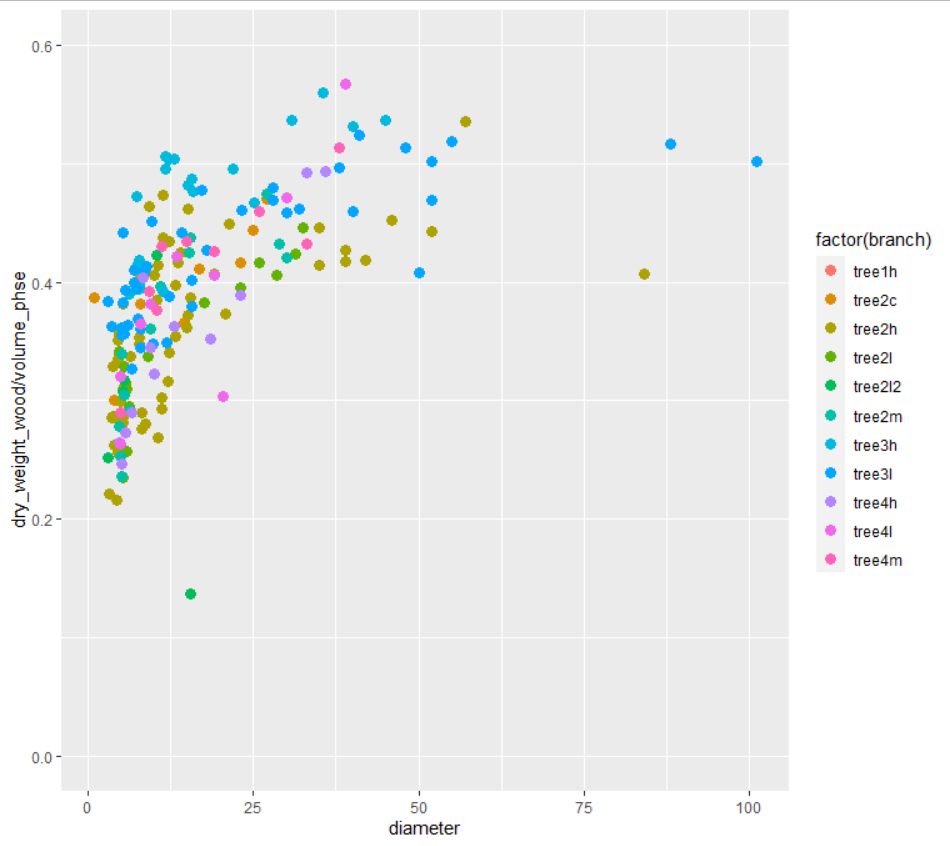 dry_weight_wood/volume_phse
0.6
0.4
0.2
0.0
0 25 50 75 100
diameter
factor(branch)
tree1h
tree2c
tree2h
tree2l
tree2l2
tree2m
tree3h
tree3l
tree4h
tree4l
tree4m